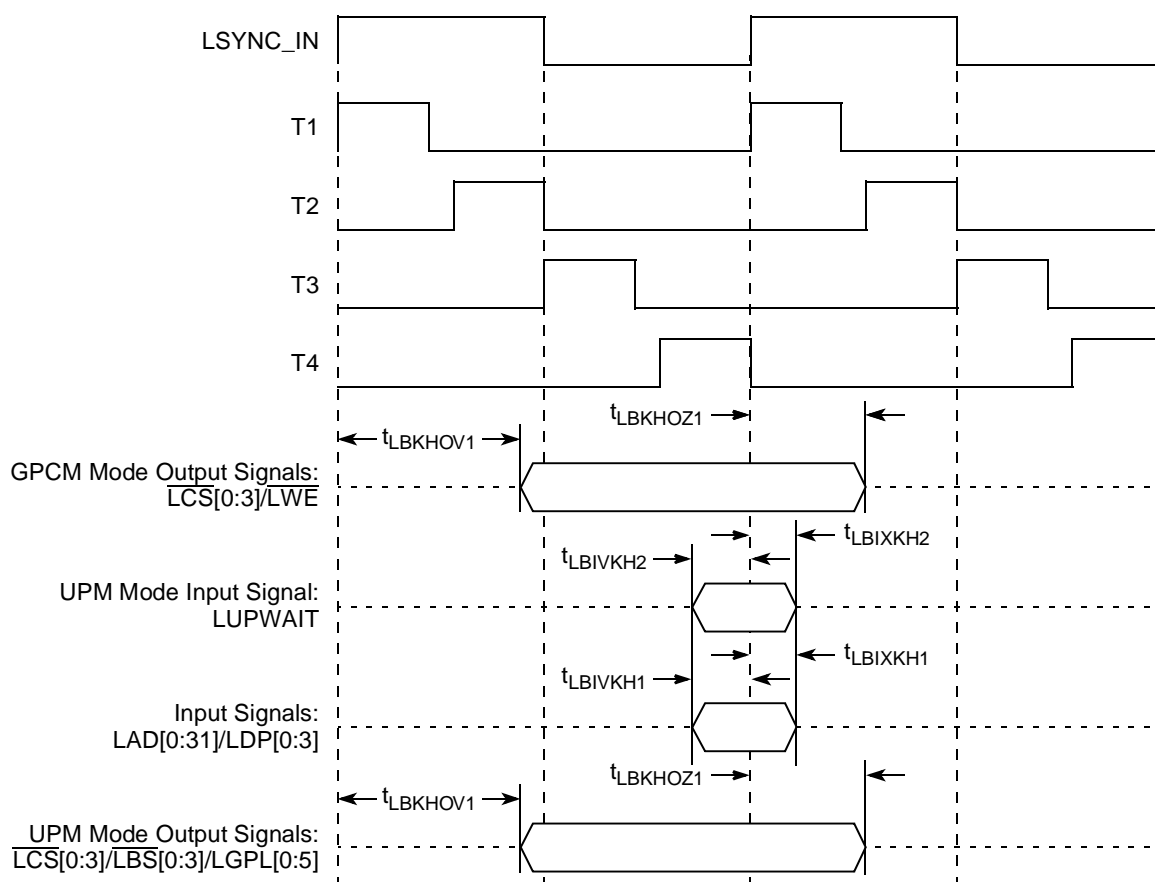 LSYNC_IN
T1
T2
T3
T4
tLBKHOZ1
tLBKHOV1
GPCM Mode Output Signals:
LCS[0:3]/LWE
tLBIXKH2
tLBIVKH2
UPM Mode Input Signal:
LUPWAIT
tLBIXKH1
tLBIVKH1
Input Signals:
LAD[0:31]/LDP[0:3]
tLBKHOZ1
tLBKHOV1
UPM Mode Output Signals:
LCS[0:3]/LBS[0:3]/LGPL[0:5]